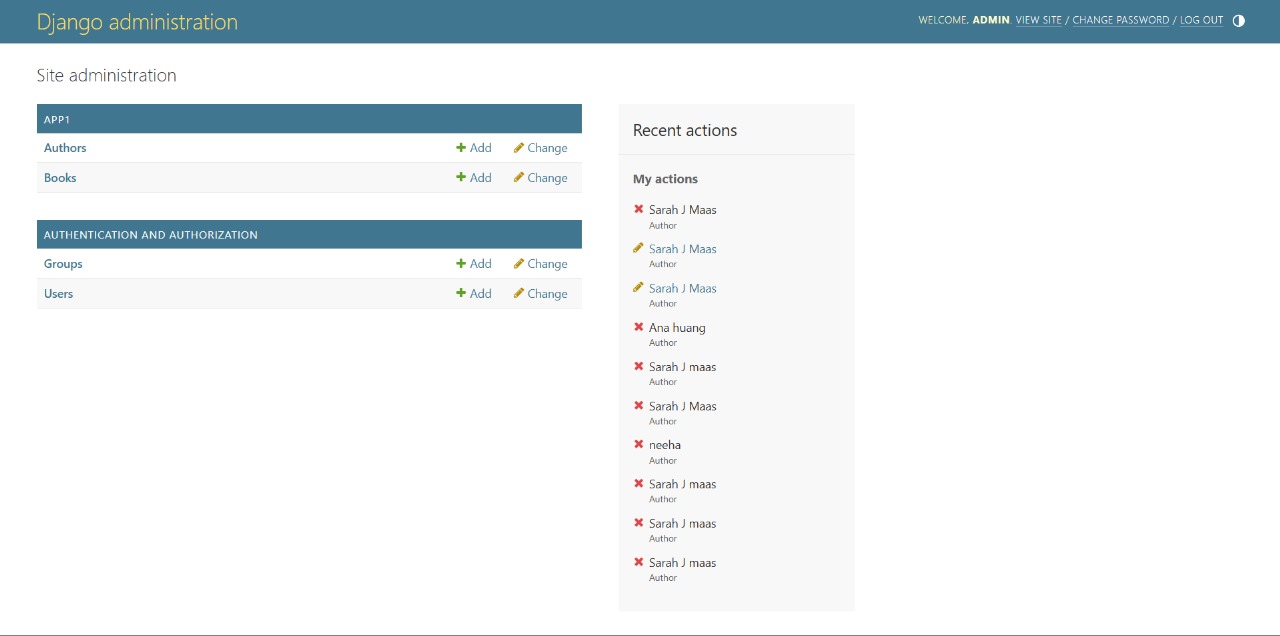 Django administration
WELCOME, ADMIN. VIEW SITE / CHANGE PASSWORD / LOG OUT
Site administration
APP1
Authors Add Change
Books Add Change
AUTHENTICATION AND AUTHORIZATION
Groups Add Change
Users Add Change
Recent actions
My actions
Sarah J Maas
Author
Sarah J Maas
Author
Sarah J Maas
Author
Ana huang
Author
Sarah J maas
Author
Sarah J Maas
Author
neeha
Author
Sarah J maas
Author
Sarah J maas
Author
Sarah J maas
Author